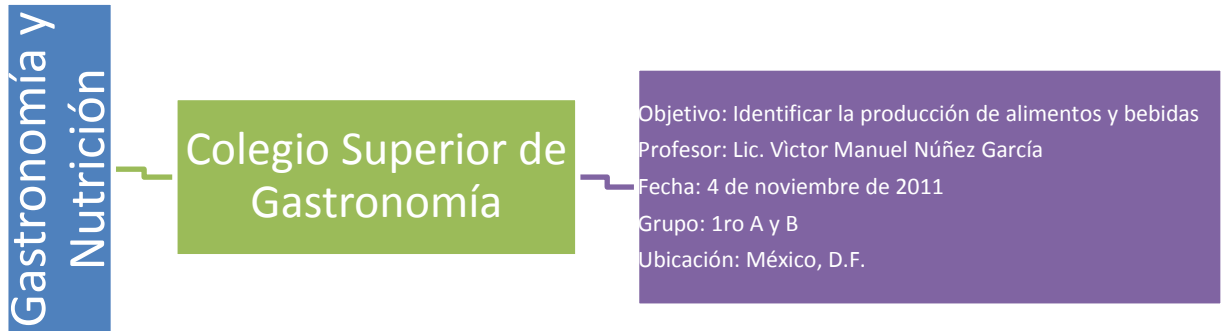 Gastronomía y
Nutrición
Colegio Superior de
Gastronomía
Objetivo: Identificar la producción de alimentos y bebidas
Profesor: Lic. Vìctor Manuel Núñez García
Fecha: 4 de noviembre de 2011
Grupo: 1ro A y B
Ubicación: México, D.F.